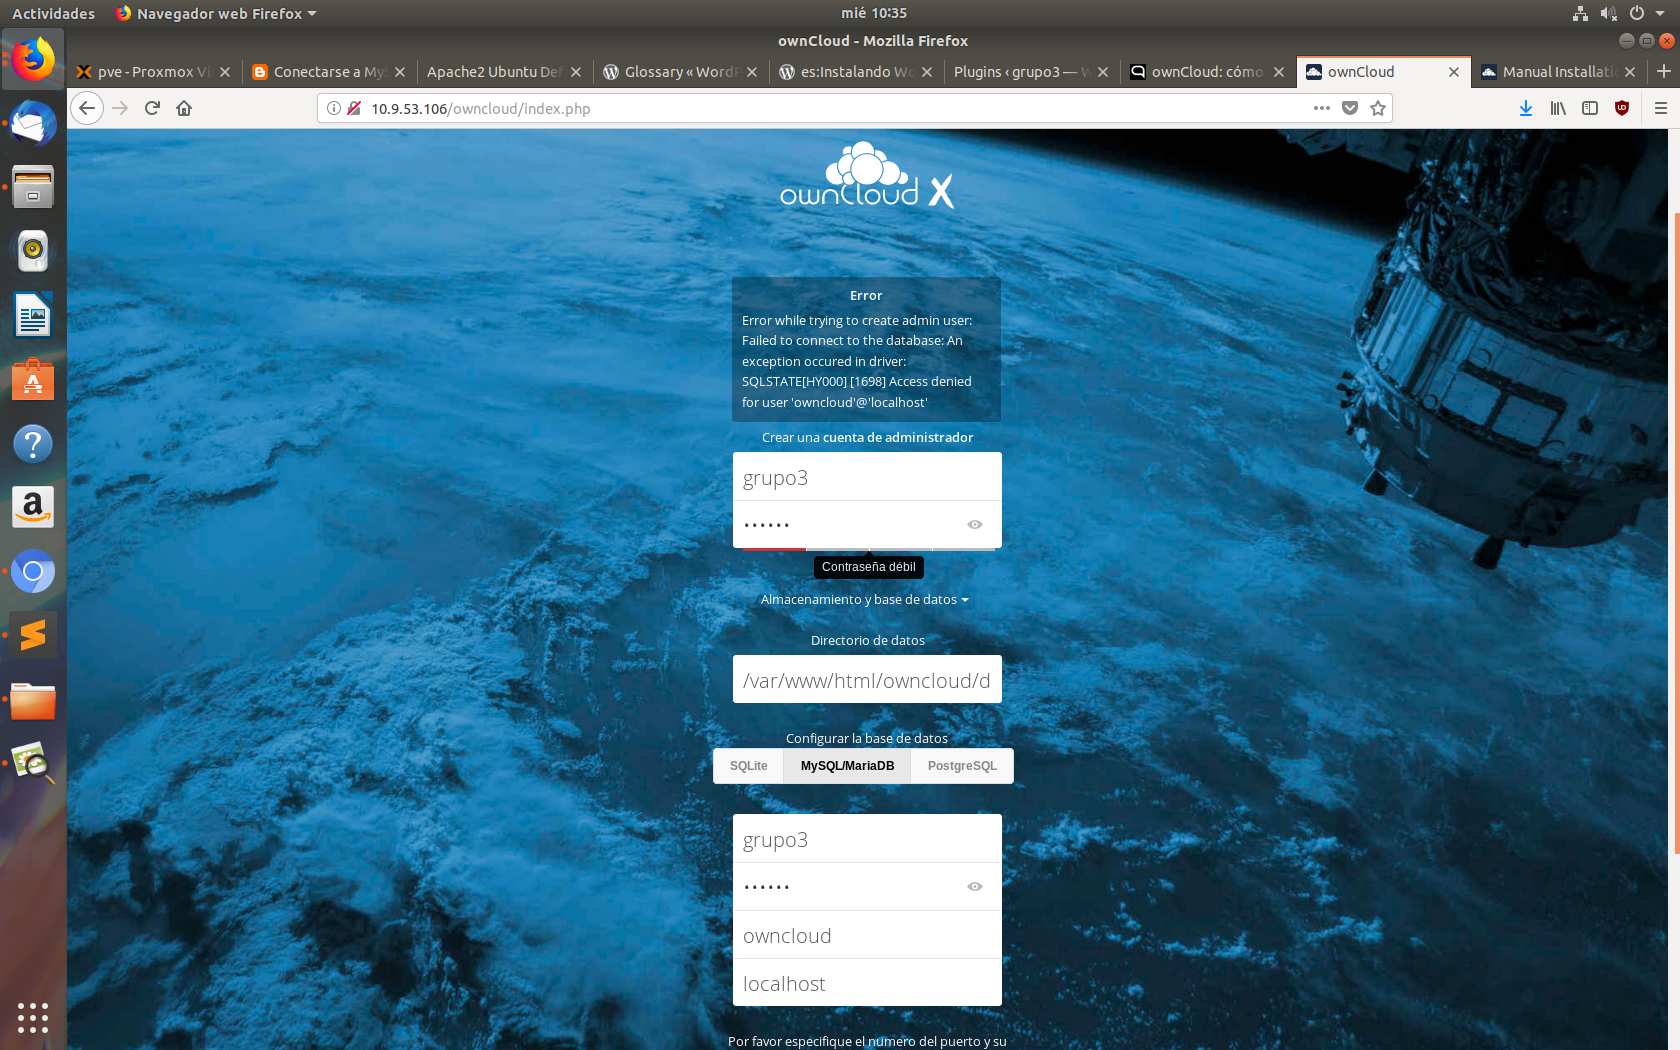 Actividades
Navegador web Firefox
mié 10:35
ownCloud - Mozilla Firefox
pve - Proxmox Vi
Conectarse a MyS
Apache2 Ubuntu Def
Glossary « WordP
es:Instalando Wo
Plugins ‹ grupo3 — W
ownCloud: cómo
ownCloud
Manual Installati
10.9.53.106/owncloud/index.php
ownCloud X
Error
Error while trying to create admin user:
Failed to connect to the database: An
exception occured in driver:
SQLSTATE[HY000] [1698] Access denied
for user 'owncloud'@'localhost'
Crear una cuenta de administrador
grupo3
••••••
Contraseña débil
Almacenamiento y base de datos
Directorio de datos
/var/www/html/owncloud/d
Configurar la base de datos
SQLite
MySQL/MariaDB
PostgreSQL
grupo3
••••••
owncloud
localhost
Por favor especifique el numero del puerto y su